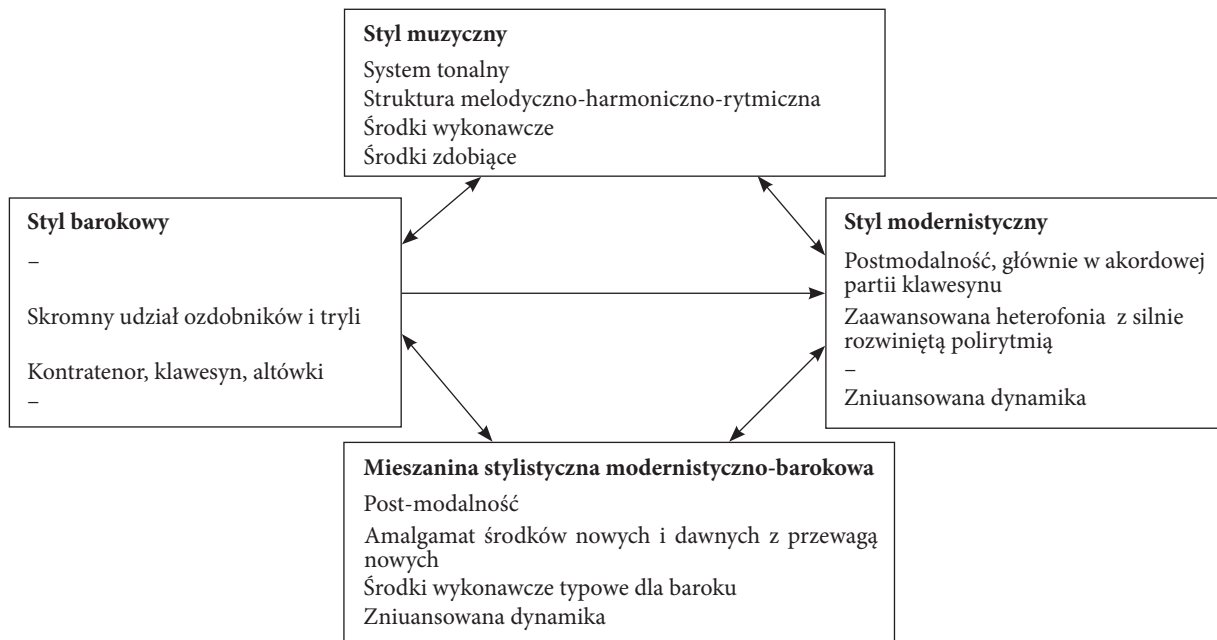 Styl muzyczny
System tonalny
Struktura melodyczno-harmoniczno-rytmiczna
Środki wykonawcze
Środki zdobiące
Styl barokowy
–
Skromny udział ozdobników i tryli
Kontratenor, klawesyn, altówki
–
Styl modernistyczny
Postmodalność, głównie w akordowej
partii klawesynu
Zaawansowana heterofonia z silnie
rozwiniętą polirytmią
–
Zniuansowana dynamika
Mieszanina stylistyczna modernistyczno-barokowa
Post-modalność
Amalgamat środków nowych i dawnych z przewagą
nowych
Środki wykonawcze typowe dla baroku
Zniuansowana dynamika